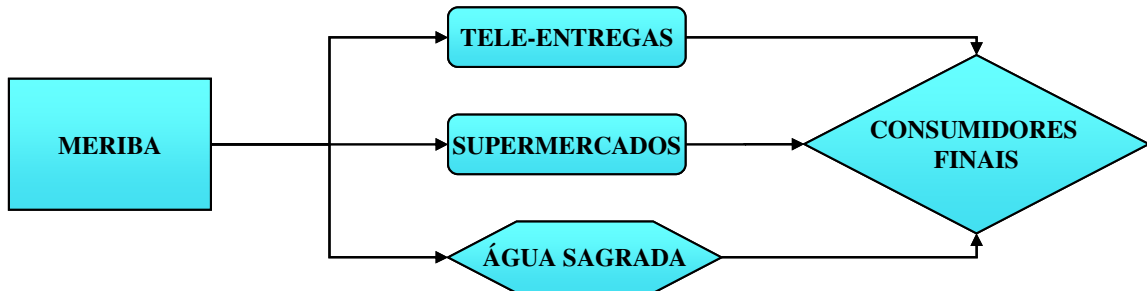 TELE-ENTREGAS
MERIBA
SUPERMERCADOS
CONSUMIDORES
FINAIS
ÁGUA SAGRADA